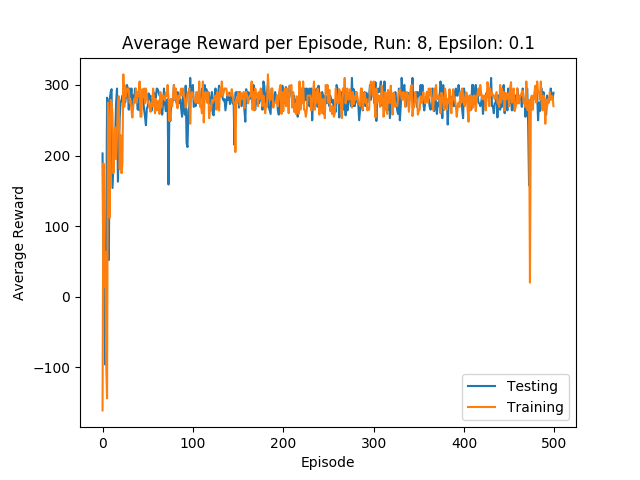 Average Reward per Episode, Run: 8, Epsilon: 0.1
Average Reward
300
200
100
0
−100
0
100
200
300
400
500
Episode
Testing
Training